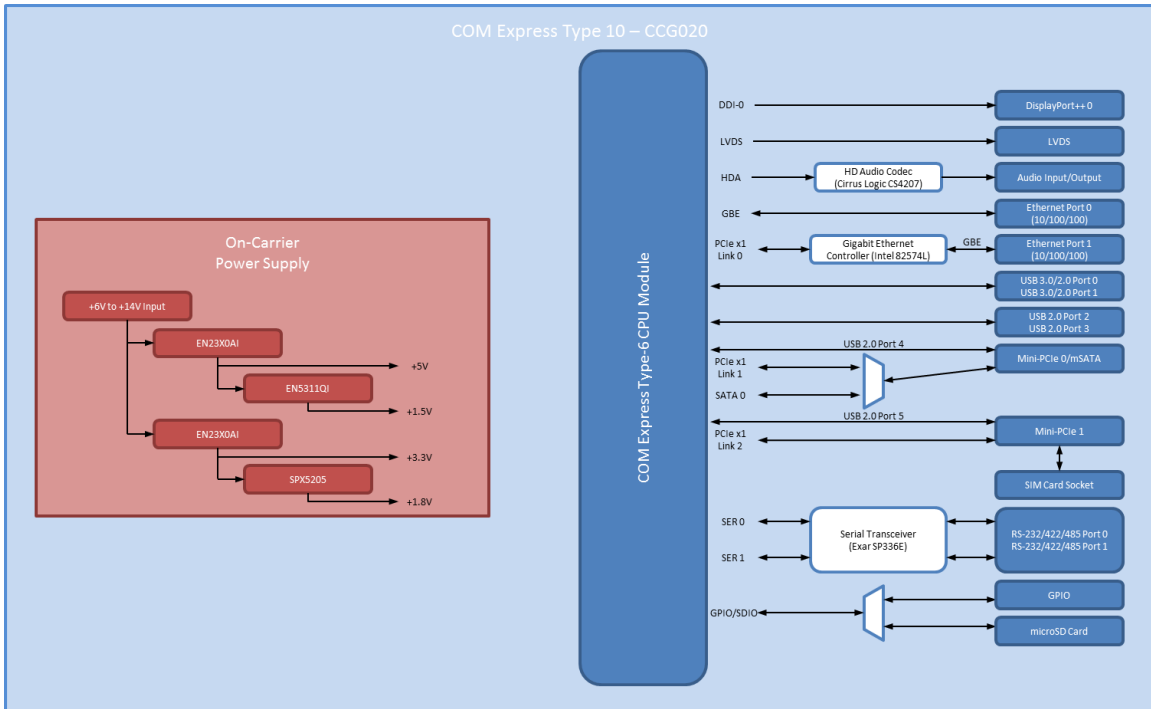 COM Express Type 10 – CCG020
On-Carrier
Power Supply
+6V to +14V Input
EN23X0AI
+5V
EN5311QI
+1.5V
EN23X0AI
+3.3V
SPX5205
+1.8V
COM Express Type-6 CPU Module
DDI-0
DisplayPort++ 0
LVDS
LVDS
HDA
HD Audio Codec
(Cirrus Logic CS4207)
Audio Input/Output
GBE
Ethernet Port 0
(10/100/100)
PCIe x1
Link 0
Gigabit Ethernet
Controller (Intel 82574L)
GBE
Ethernet Port 1
(10/100/100)
USB 3.0/2.0 Port 0
USB 3.0/2.0 Port 1
USB 2.0 Port 2
USB 2.0 Port 3
USB 2.0 Port 4
PCIe x1
Link 1
SATA 0
Mini-PCIe 0/mSATA
USB 2.0 Port 5
PCIe x1
Link 2
Mini-PCIe 1
SIM Card Socket
SER 0
SER 1
Serial Transceiver
(Exar SP336E)
RS-232/422/485 Port 0
RS-232/422/485 Port 1
GPIO/SDIO
GPIO
microSD Card